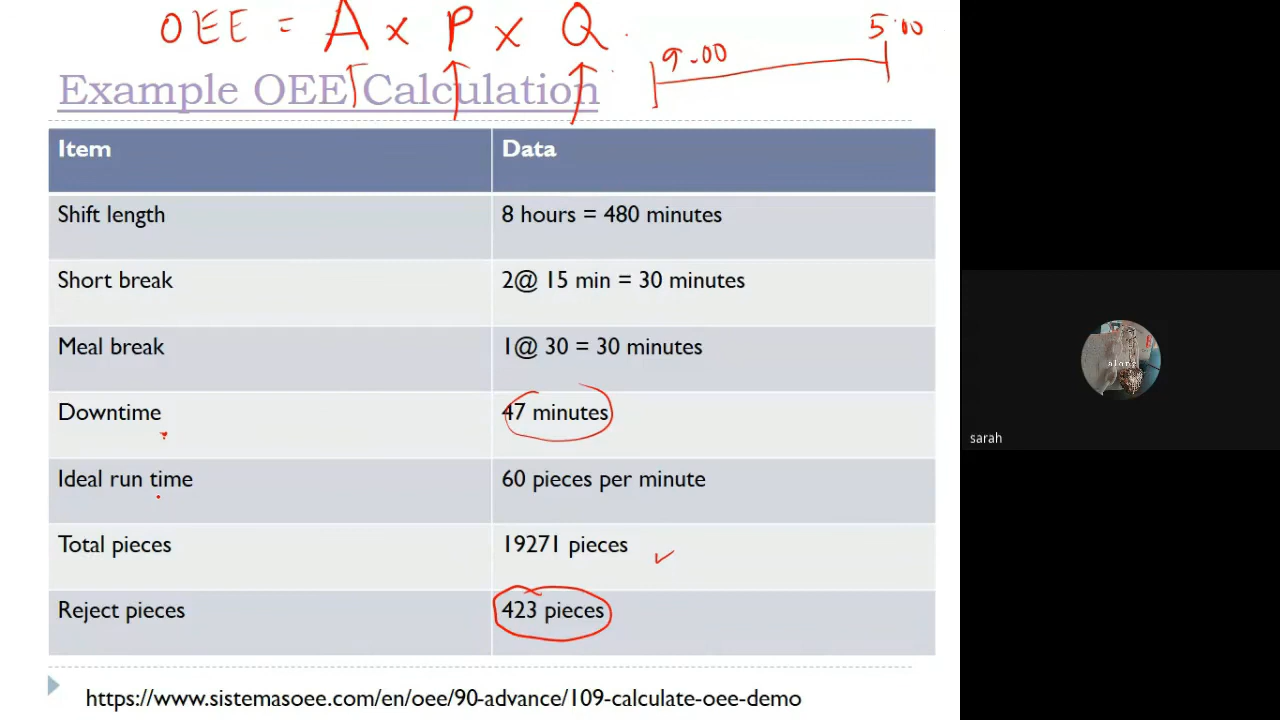 OEE = A x P x Q.
9.00 5.00
Example OEE Calculation
Item Data
Shift length 8 hours = 480 minutes
Short break 2@ 15 min = 30 minutes
Meal break 1@ 30 = 30 minutes
Downtime 47 minutes
Ideal run time 60 pieces per minute
Total pieces 19271 pieces
Reject pieces 423 pieces
https://www.sistemasoee.com/en/oee/90-advance/109-calculate-oee-demo
along
sarah